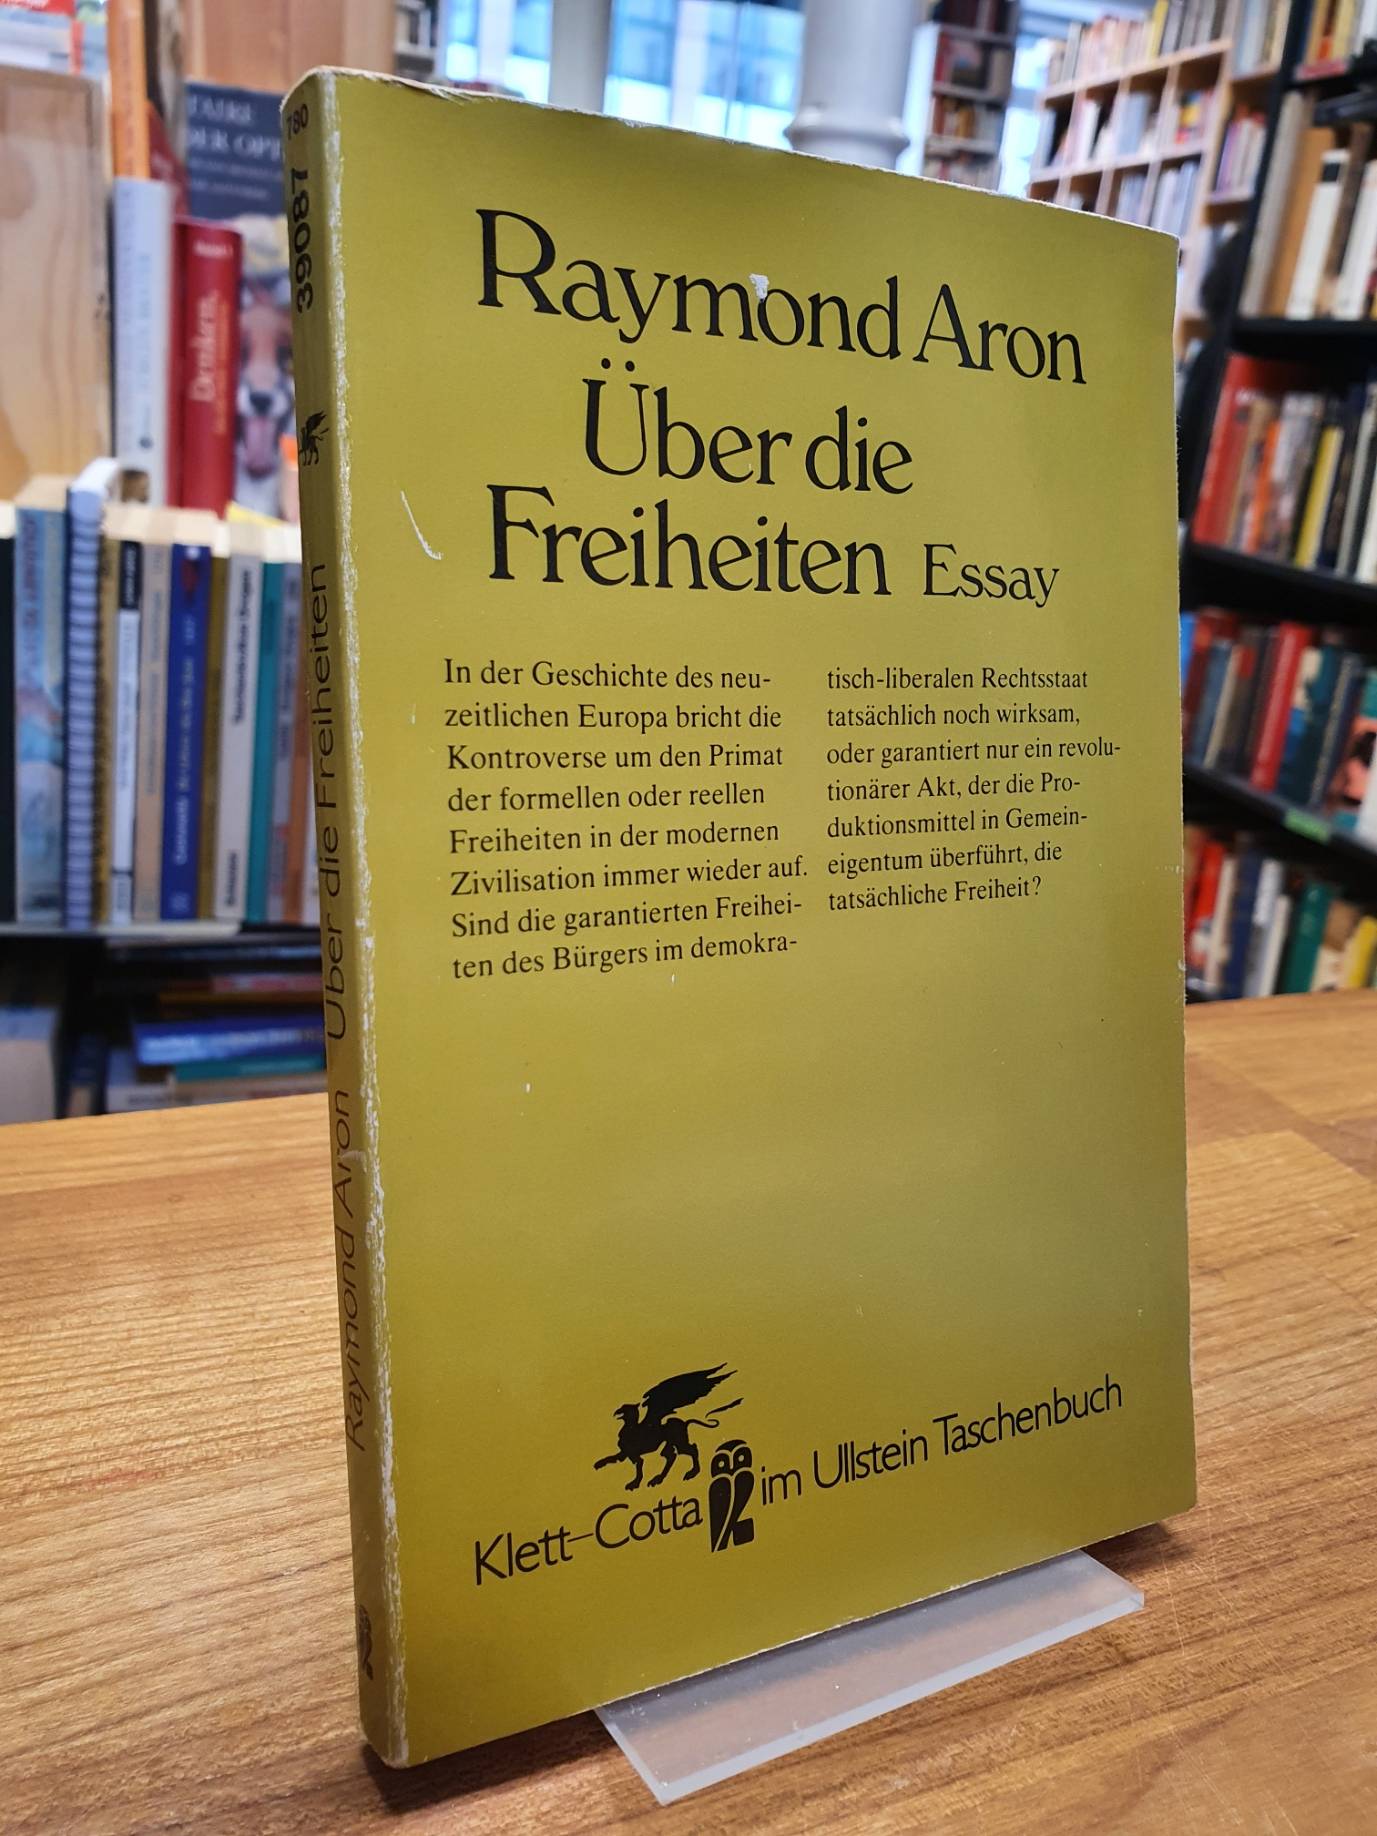 Raymond Aron
Über die
Freiheiten Essay
In der Geschichte des neu-
zeitlichen Europa bricht die
Kontroverse um den Primat
der formellen oder reellen
Freiheiten in der modernen
Zivilisation immer wieder auf.
Sind die garantierten Freihei-
ten des Bürgers im demokra-
tisch-liberalen Rechtsstaat
tatsächlich noch wirksam,
oder garantiert nur ein revolu-
tionärer Akt, der die Pro-
duktionsmittel in Gemein-
eigentum überführt, die
tatsächliche Freiheit?
Klett-Cotta im Ullstein Taschenbuch
Raymond Aron Über die Freiheiten 39087 780
Denken